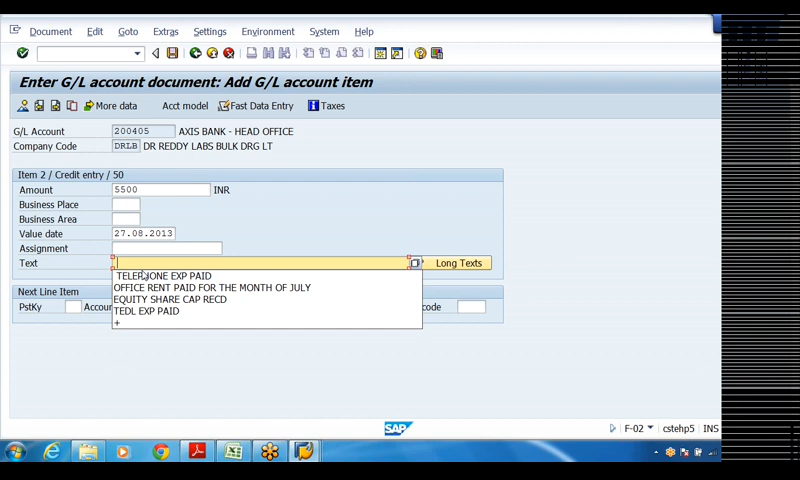 Document Edit Goto Extras Settings Environment System Help
Enter G/L account document: Add G/L account item
More data Acct model Fast Data Entry Taxes
G/L Account 200405 AXIS BANK - HEAD OFFICE
Company Code DRLB DR REDDY LABS BULK DRG LT
Item 2 / Credit entry / 50
Amount 5500 INR
Business Place
Business Area
Value date 27.08.2013
Assignment
Text Long Texts
TELEPHONE EXP PAID
OFFICE RENT PAID FOR THE MONTH OF JULY
EQUITY SHARE CAP RECD
TEDL EXP PAID
+
Next Line Item
PstKy Accou code
SAP F-02 cstehp5 INS